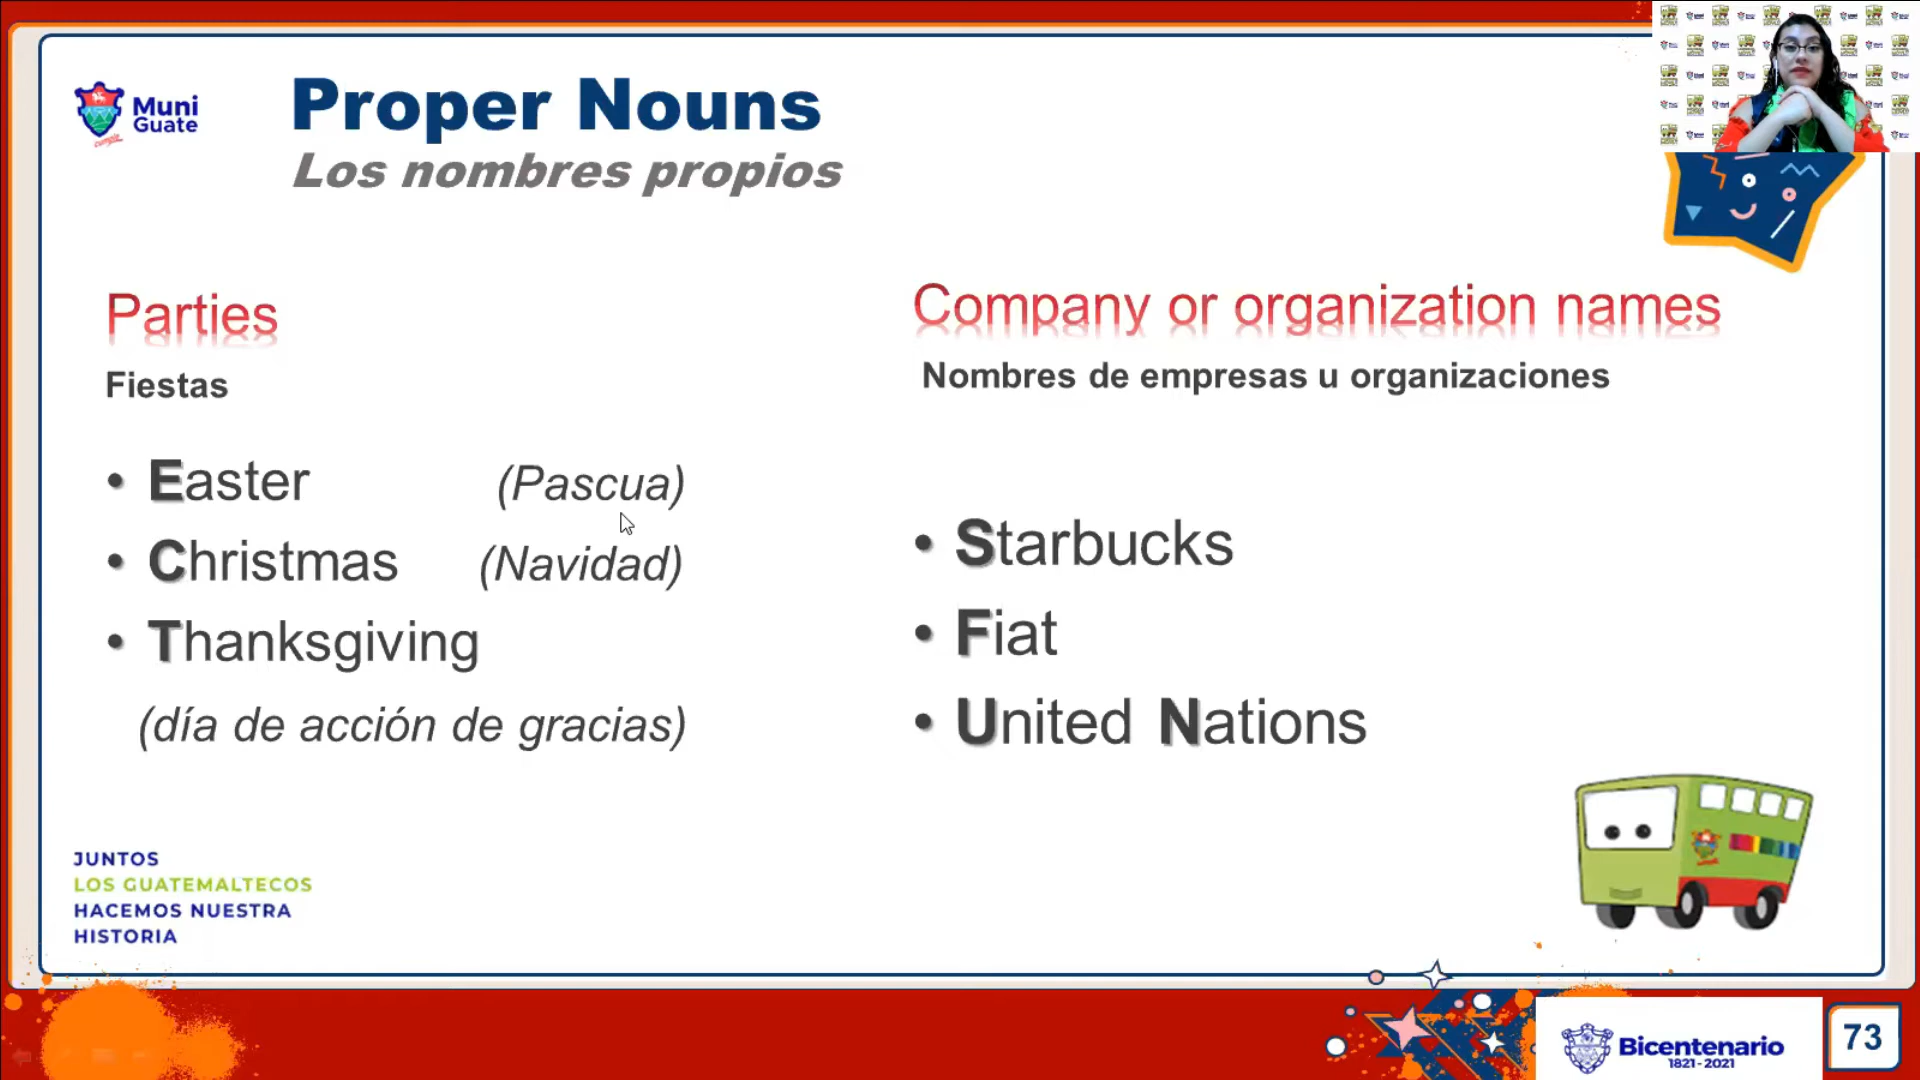 Muni
Guate
Proper Nouns
Los nombres propios
Parties
Fiestas
• Easter (Pascua)
• Christmas (Navidad)
• Thanksgiving
(día de acción de gracias)
Company or organization names
Nombres de empresas u organizaciones
• Starbucks
• Fiat
• United Nations
JUNTOS
LOS GUATEMALTECOS
HACEMOS NUESTRA
HISTORIA
Bicentenario
1821-2021
73